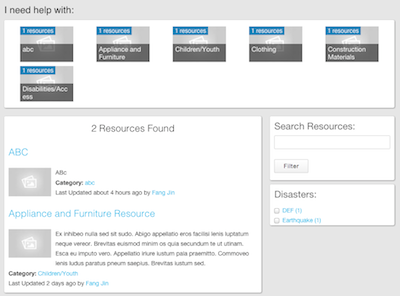 I need help with:
1 resources
abc
1 resources
Appliance and
Furniture
1 resources
Children/Youth
1 resources
Clothing
1 resources
Construction
Materials
1 resources
Disabilities/Acc
ess
2 Resources Found
ABC
ABc
Category: abc
Last Updated about 4 hours ago by Fang Jin
Appliance and Furniture Resource
Ex inhibeo nulla sed sit sudo. Abigo appellatio eros facilisi lenis luptatum
neque vereor. Brevitas euismod minim os quia secundum te ut utinam.
Esca eu imputo vero. Appellatio iriure iustum pala praemitto. Commoveo
lenis ludus paratus pneum saepius. Brevitas iustum sed.
Category: Children/Youth
Last Updated 2 days ago by Fang Jin
Search Resources:
Filter
Disasters:
DEF (1)
Earthquake (1)